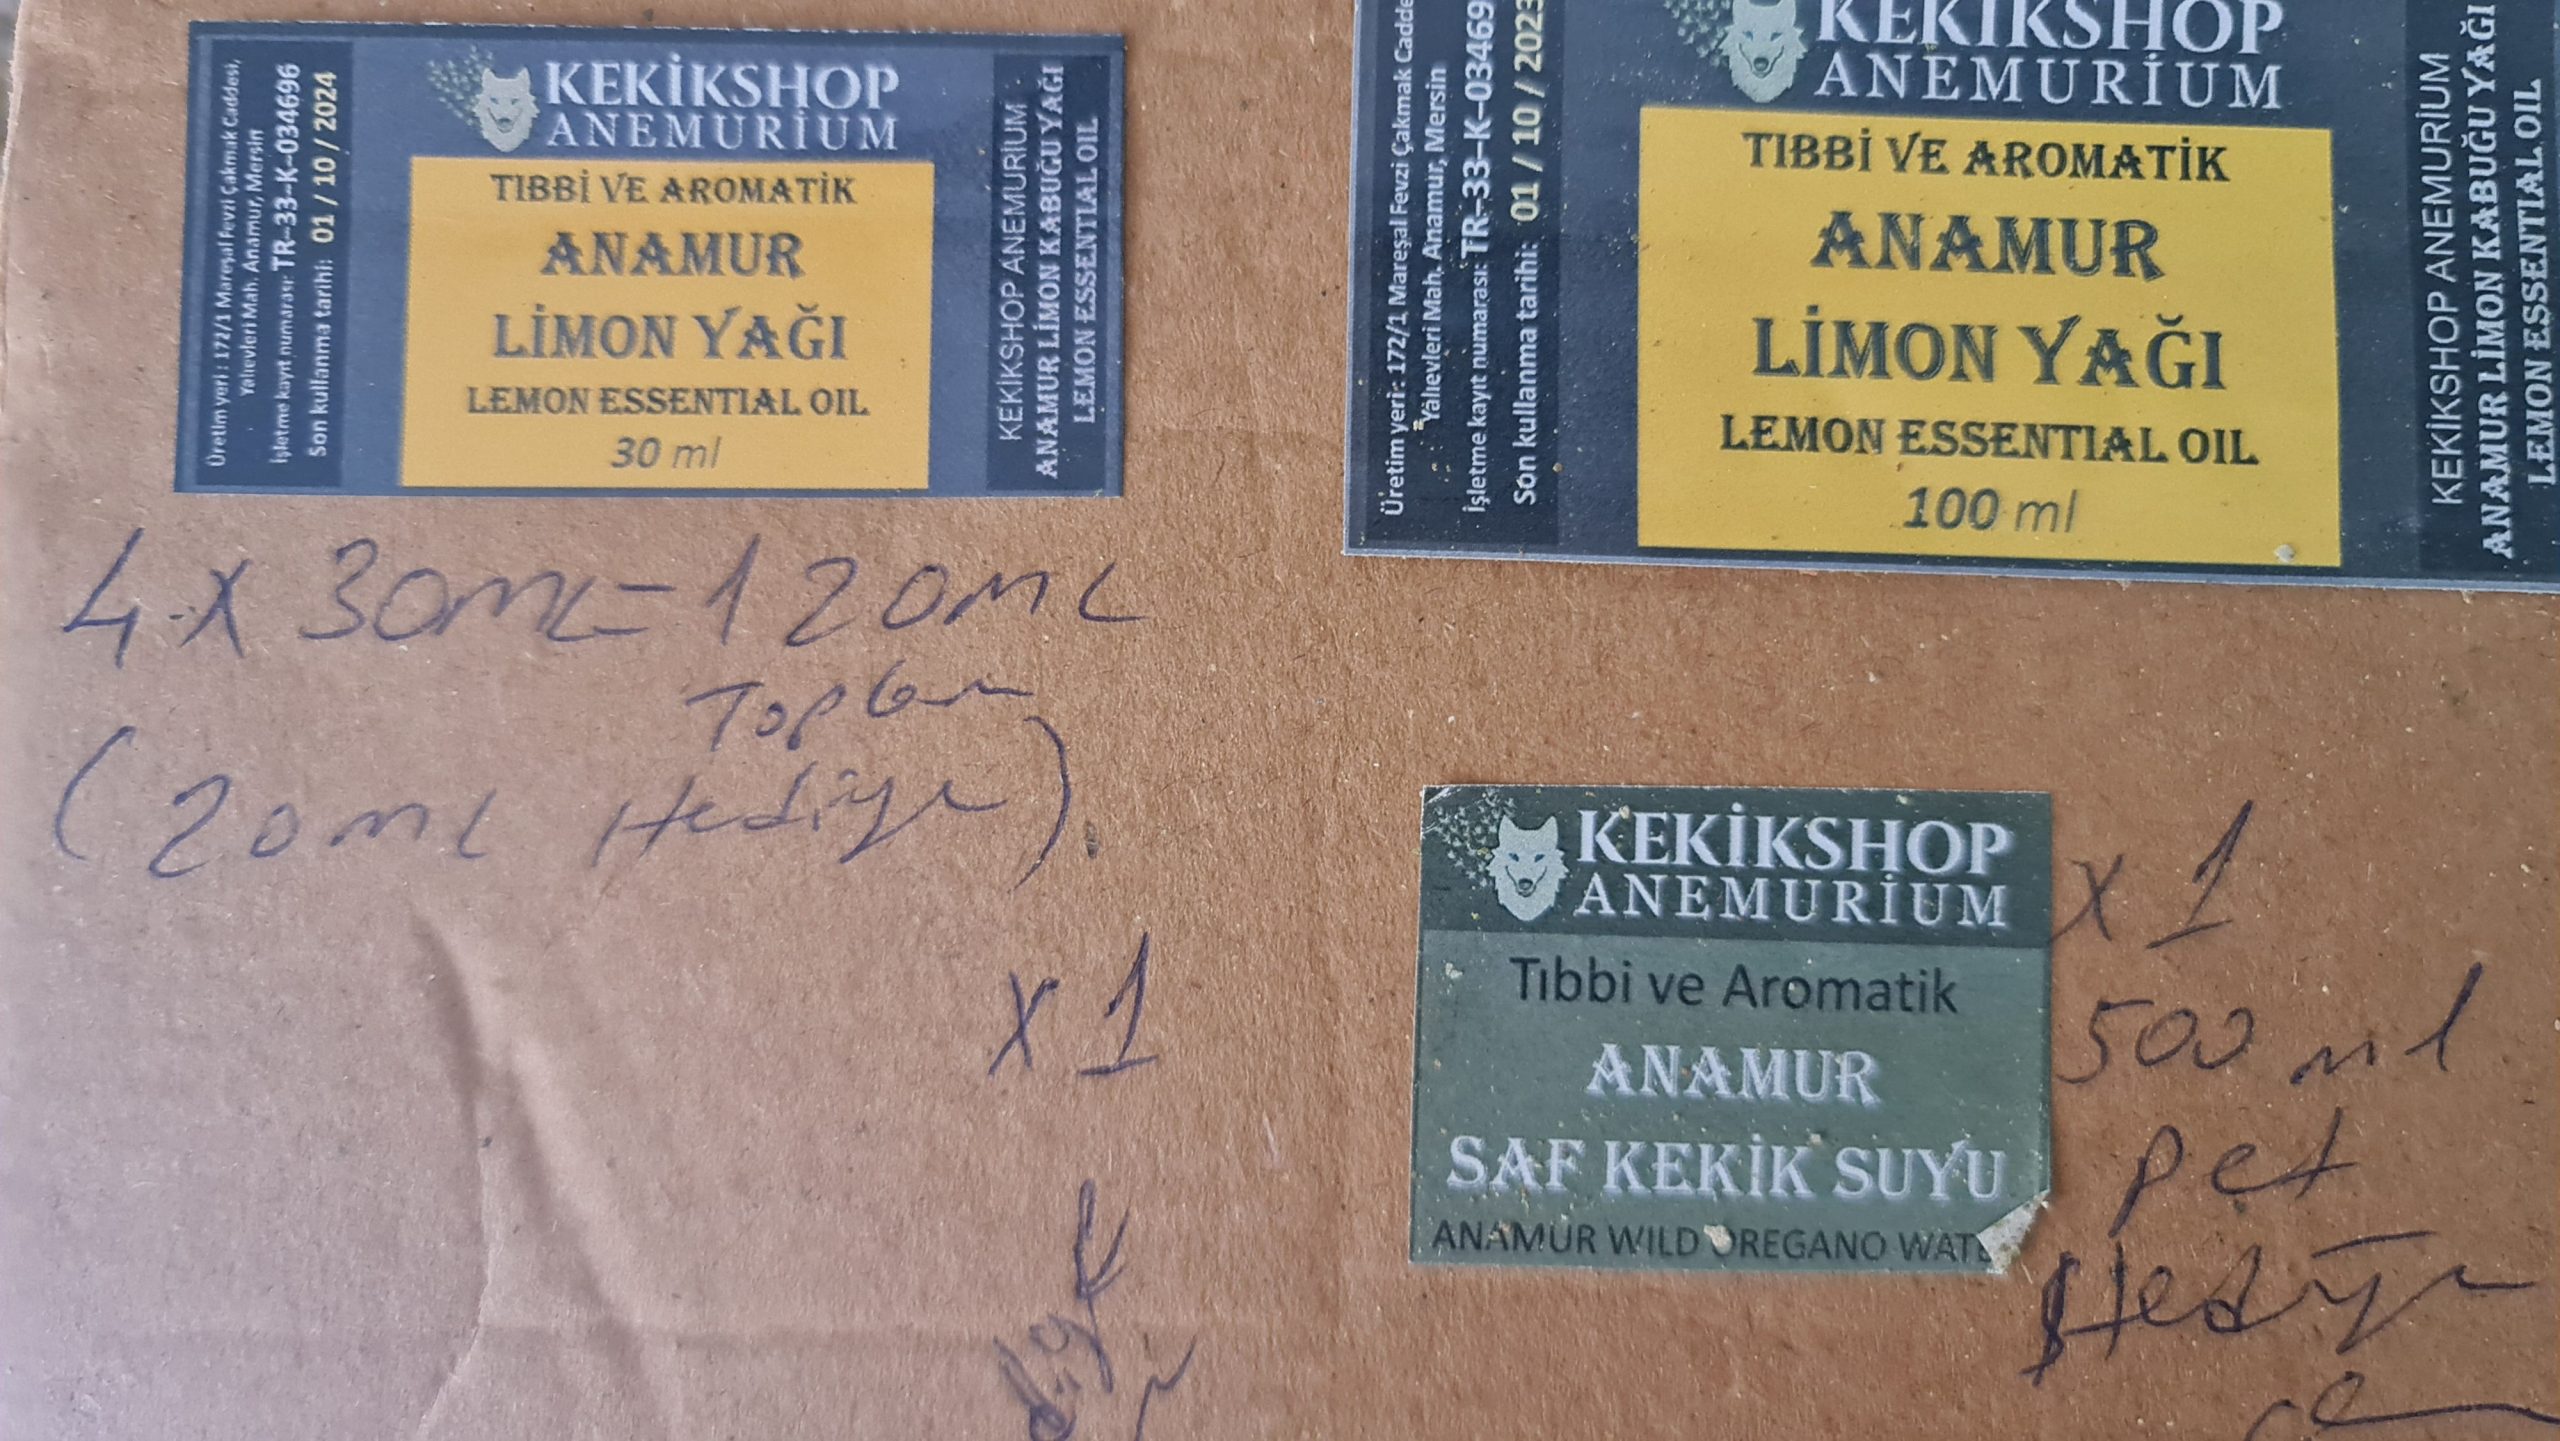 KEKİKSHOP
ANEMURİUM
TIBBİ VE AROMATİK
ANAMUR
LİMON YAĞI
LEMON ESSENTIAL OIL
30 ml
Üretim yeri : 172/1 Mareşal Fevzi Çakmak Caddesi,
Yalıevleri Mah. Anamur, Mersin
İşletme kayıt numarası: TR-33-K-034696
Son kullanma tarihi: 01 / 10 / 2024
KEKİKSHOP ANEMURİUM
ANAMUR LİMON KABUĞU YAĞI
LEMON ESSENTIAL OIL
KEKİKSHOP
ANEMURİUM
TIBBİ VE AROMATİK
ANAMUR
LİMON YAĞI
LEMON ESSENTIAL OIL
100 ml
Üretim yeri: 172/1 Mareşal Fevzi Çakmak Cadde
Yalıevleri Mah. Anamur, Mersin
İşletme kayıt numarası: TR-33-K-03469
Son kullanma tarihi: 01 / 10 / 2023
KEKİKSHOP ANEMURİUM
ANAMUR LİMON KABUĞU YAĞI
LEMON ESSENTIAL OIL
4 x 30mL=120mL
Toplam
(20mL Hediye)
x 1
KEKİKSHOP
ANEMURİUM
Tıbbi ve Aromatik
ANAMUR
SAF KEKİK SUYU
ANAMUR WILD OREGANO WATE
x 1
500 ml
pet
Hediye